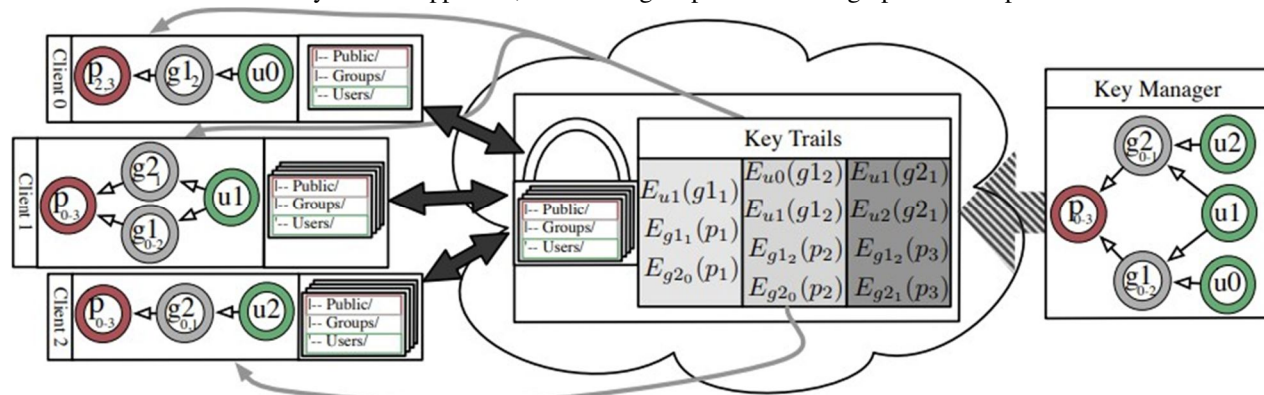 Client 0
p2,3
g12
u0
|-- Public/
|-- Groups/
'-- Users/
Client 1
p0-3
g21
g10-2
u1
|-- Public/
|-- Groups/
'-- Users/
Client 2
p0-3
g20,1
u2
|-- Public/
|-- Groups/
'-- Users/
|-- Public/
|-- Groups/
'-- Users/
Key Trails
Eu1(g11)
Eg11(p1)
Eg20(p1)
Eu0(g12)
Eu1(g12)
Eg12(p2)
Eg20(p2)
Eu1(g21)
Eu2(g21)
Eg12(p3)
Eg21(p3)
Key Manager
p0-3
g20-1
g10-2
u2
u1
u0